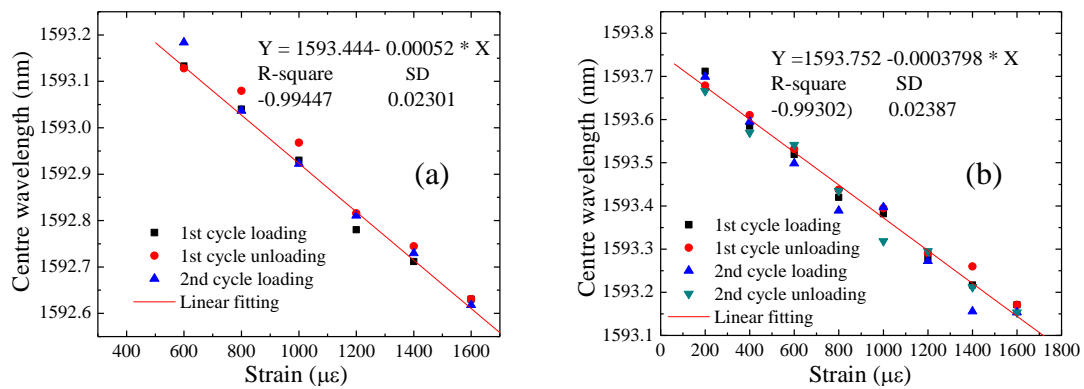 Y = 1593.444- 0.00052 * X
R-square SD
-0.99447 0.02301
(a)
1st cycle loading
1st cycle unloading
2nd cycle loading
Linear fitting
1593.2
1593.1
1593.0
1592.9
1592.8
1592.7
1592.6
400 600 800 1000 1200 1400 1600
Strain (με)
Centre wavelength (nm)
Y =1593.752 -0.0003798 * X
R-square SD
-0.99302) 0.02387
(b)
1st cycle loading
1st cycle unloading
2nd cycle loading
2nd cycle unloading
Linear fitting
1593.8
1593.7
1593.6
1593.5
1593.4
1593.3
1593.2
1593.1
0 200 400 600 800 1000 1200 1400 1600 1800
Strain (με)
Centre wavelength (nm)